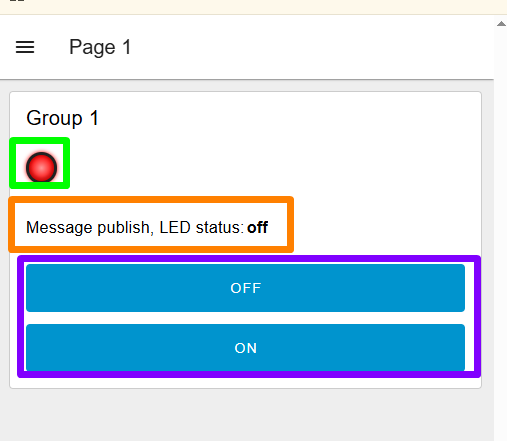 Page 1
Group 1
Message publish, LED status: off
OFF
ON